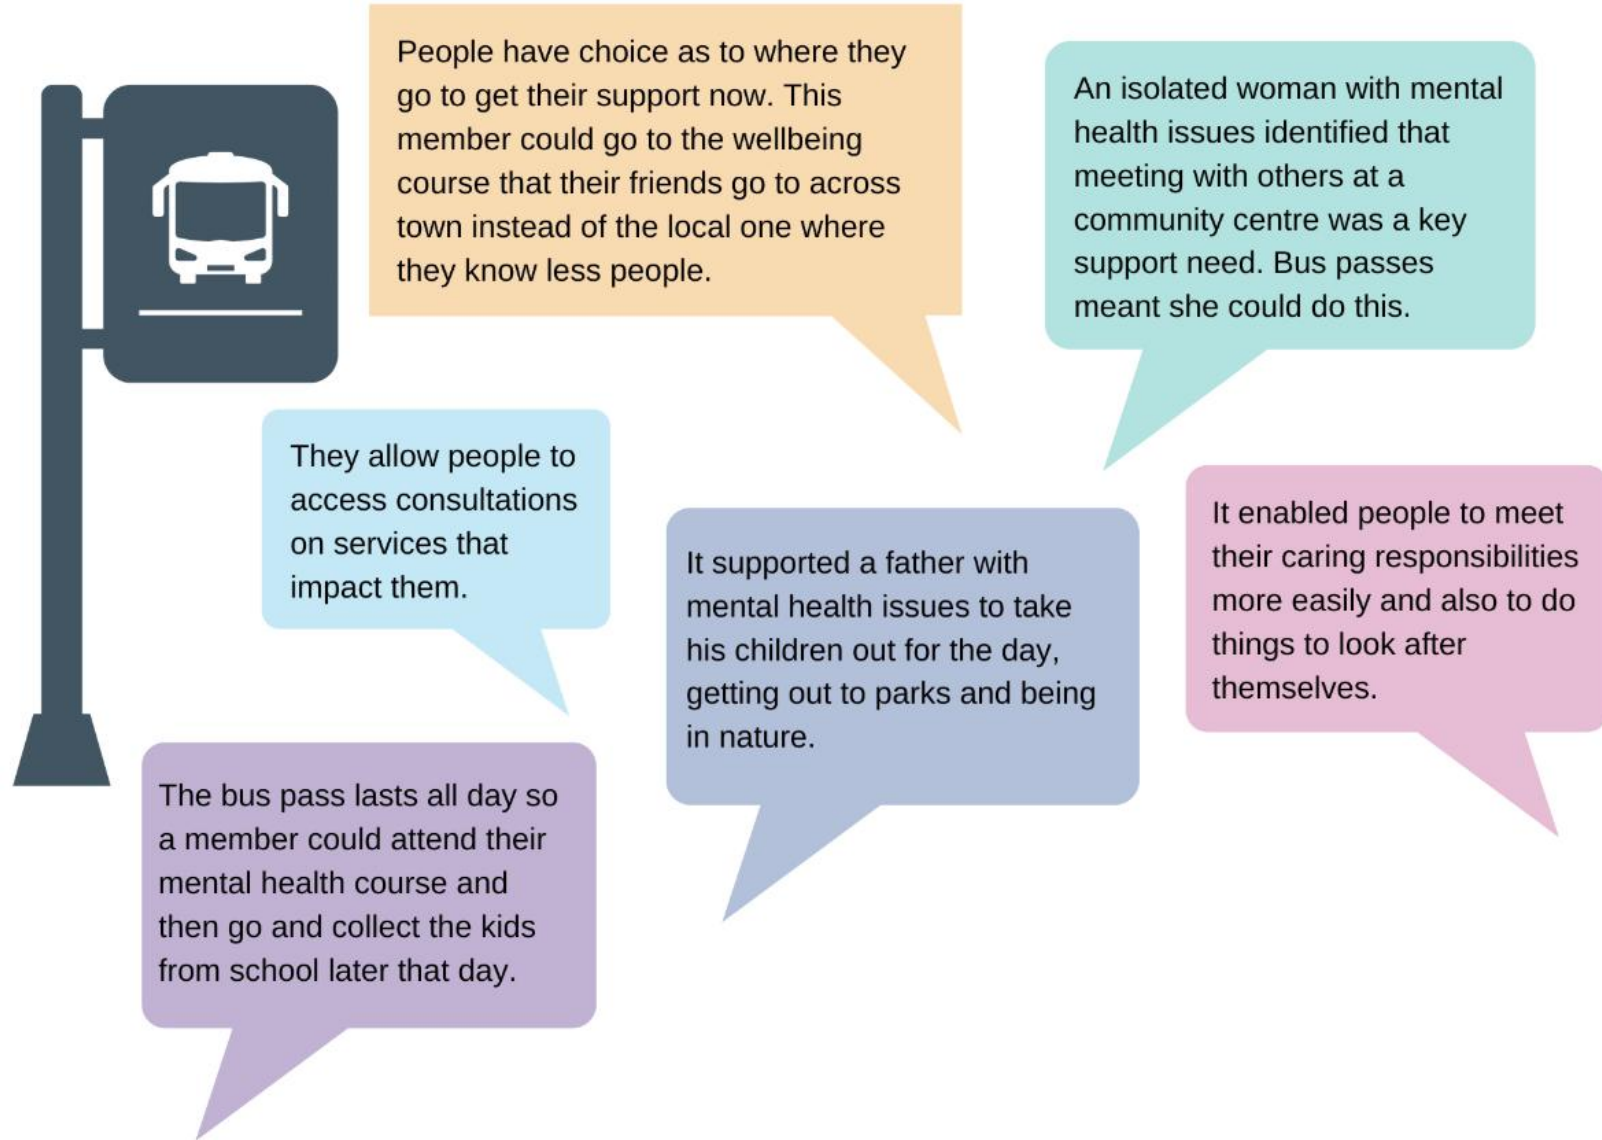 People have choice as to where they
go to get their support now. This
member could go to the wellbeing
course that their friends go to across
town instead of the local one where
they know less people.
An isolated woman with mental
health issues identified that
meeting with others at a
community centre was a key
support need. Bus passes
meant she could do this.
They allow people to
access consultations
on services that
impact them.
It supported a father with
mental health issues to take
his children out for the day,
getting out to parks and being
in nature.
It enabled people to meet
their caring responsibilities
more easily and also to do
things to look after
themselves.
The bus pass lasts all day so
a member could attend their
mental health course and
then go and collect the kids
from school later that day.